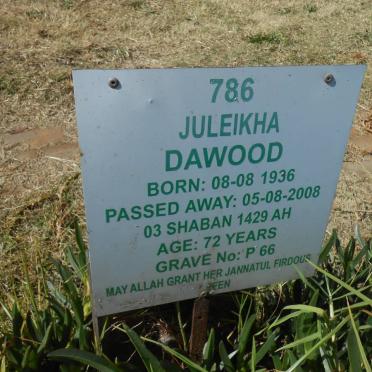 786
JULEIKHA
DAWOOD
BORN: 08-08 1936
PASSED AWAY: 05-08-2008
03 SHABAN 1429 AH
AGE: 72 YEARS
GRAVE No: P 66
MAY ALLAH GRANT HER JANNATUL FIRDOUS